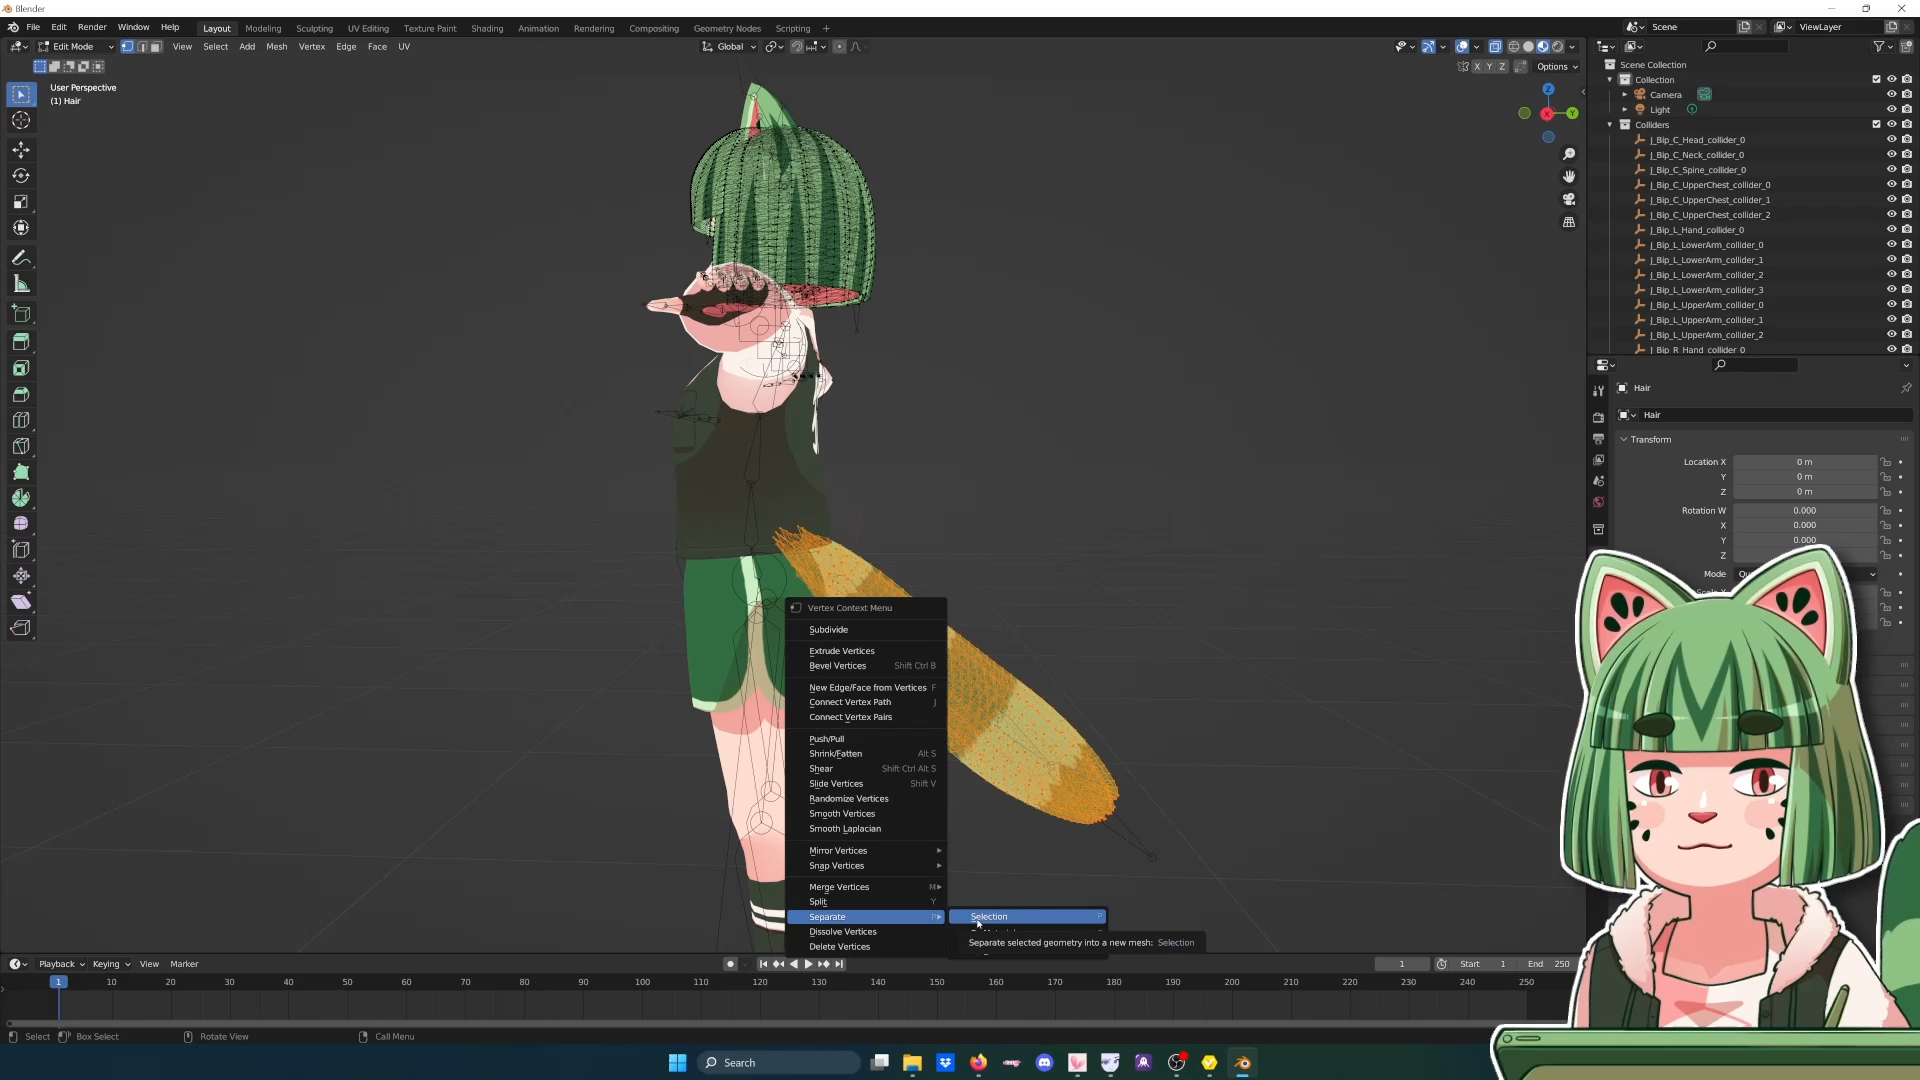 Blender
File Edit Render Window Help Layout Modeling Sculpting UV Editing Texture Paint Shading Animation Rendering Compositing Geometry Nodes Scripting + Scene ViewLayer
Edit Mode View Select Add Mesh Vertex Edge Face UV Global
X Y Z Options
User Perspective
(1) Hair
Z
Y
X
Scene Collection
Collection
Camera
Light
Colliders
J_Bip_C_Head_collider_0
J_Bip_C_Neck_collider_0
J_Bip_C_Spine_collider_0
J_Bip_C_UpperChest_collider_0
J_Bip_C_UpperChest_collider_1
J_Bip_C_UpperChest_collider_2
J_Bip_L_Hand_collider_0
J_Bip_L_LowerArm_collider_0
J_Bip_L_LowerArm_collider_1
J_Bip_L_LowerArm_collider_2
J_Bip_L_LowerArm_collider_3
J_Bip_L_UpperArm_collider_0
J_Bip_L_UpperArm_collider_1
J_Bip_L_UpperArm_collider_2
J_Bip_R_Hand_collider_0
Hair
Hair
Transform
Location X 0 m
Y 0 m
Z 0 m
Rotation W 0.000
X 0.000
Y 0.000
Z
Mode
Vertex Context Menu
Subdivide
Extrude Vertices
Bevel Vertices Shift Ctrl B
New Edge/Face from Vertices F
Connect Vertex Path J
Connect Vertex Pairs
Push/Pull
Shrink/Fatten Alt S
Shear Shift Ctrl Alt S
Slide Vertices Shift V
Randomize Vertices
Smooth Vertices
Smooth Laplacian
Mirror Vertices
Snap Vertices
Merge Vertices M
Split Y
Separate P
Dissolve Vertices
Delete Vertices
Selection P
Separate selected geometry into a new mesh: Selection
Playback Keying View Marker 1 Start 1 End 250
1 10 20 30 40 50 60 70 80 90 100 110 120 130 140 150 160 170 180 190 200 210 220 230 240 250
Select Box Select Rotate View Call Menu
Search